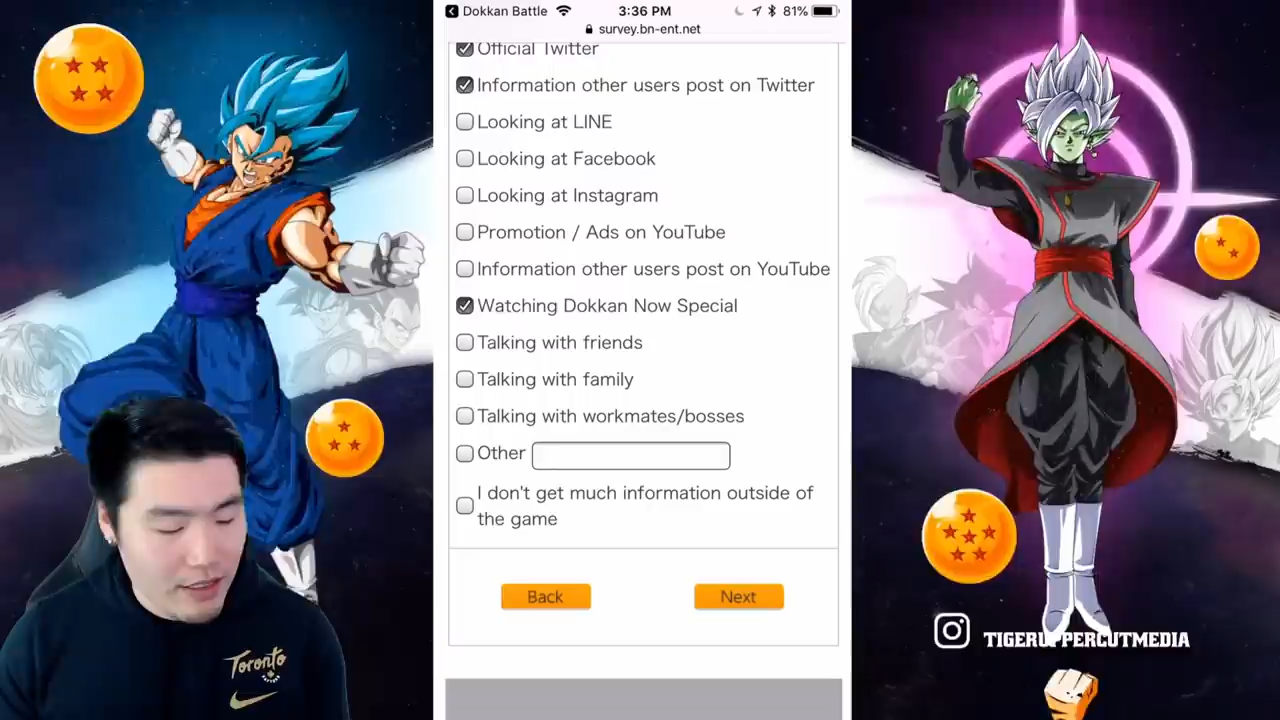 Dokkan Battle
3:36 PM
81%
survey.bn-ent.net
Official Twitter
Information other users post on Twitter
Looking at LINE
Looking at Facebook
Looking at Instagram
Promotion / Ads on YouTube
Information other users post on YouTube
Watching Dokkan Now Special
Talking with friends
Talking with family
Talking with workmates/bosses
Other
I don't get much information outside of
the game
Back
Next
Toronto
TIGERUPPERCUTMEDIA